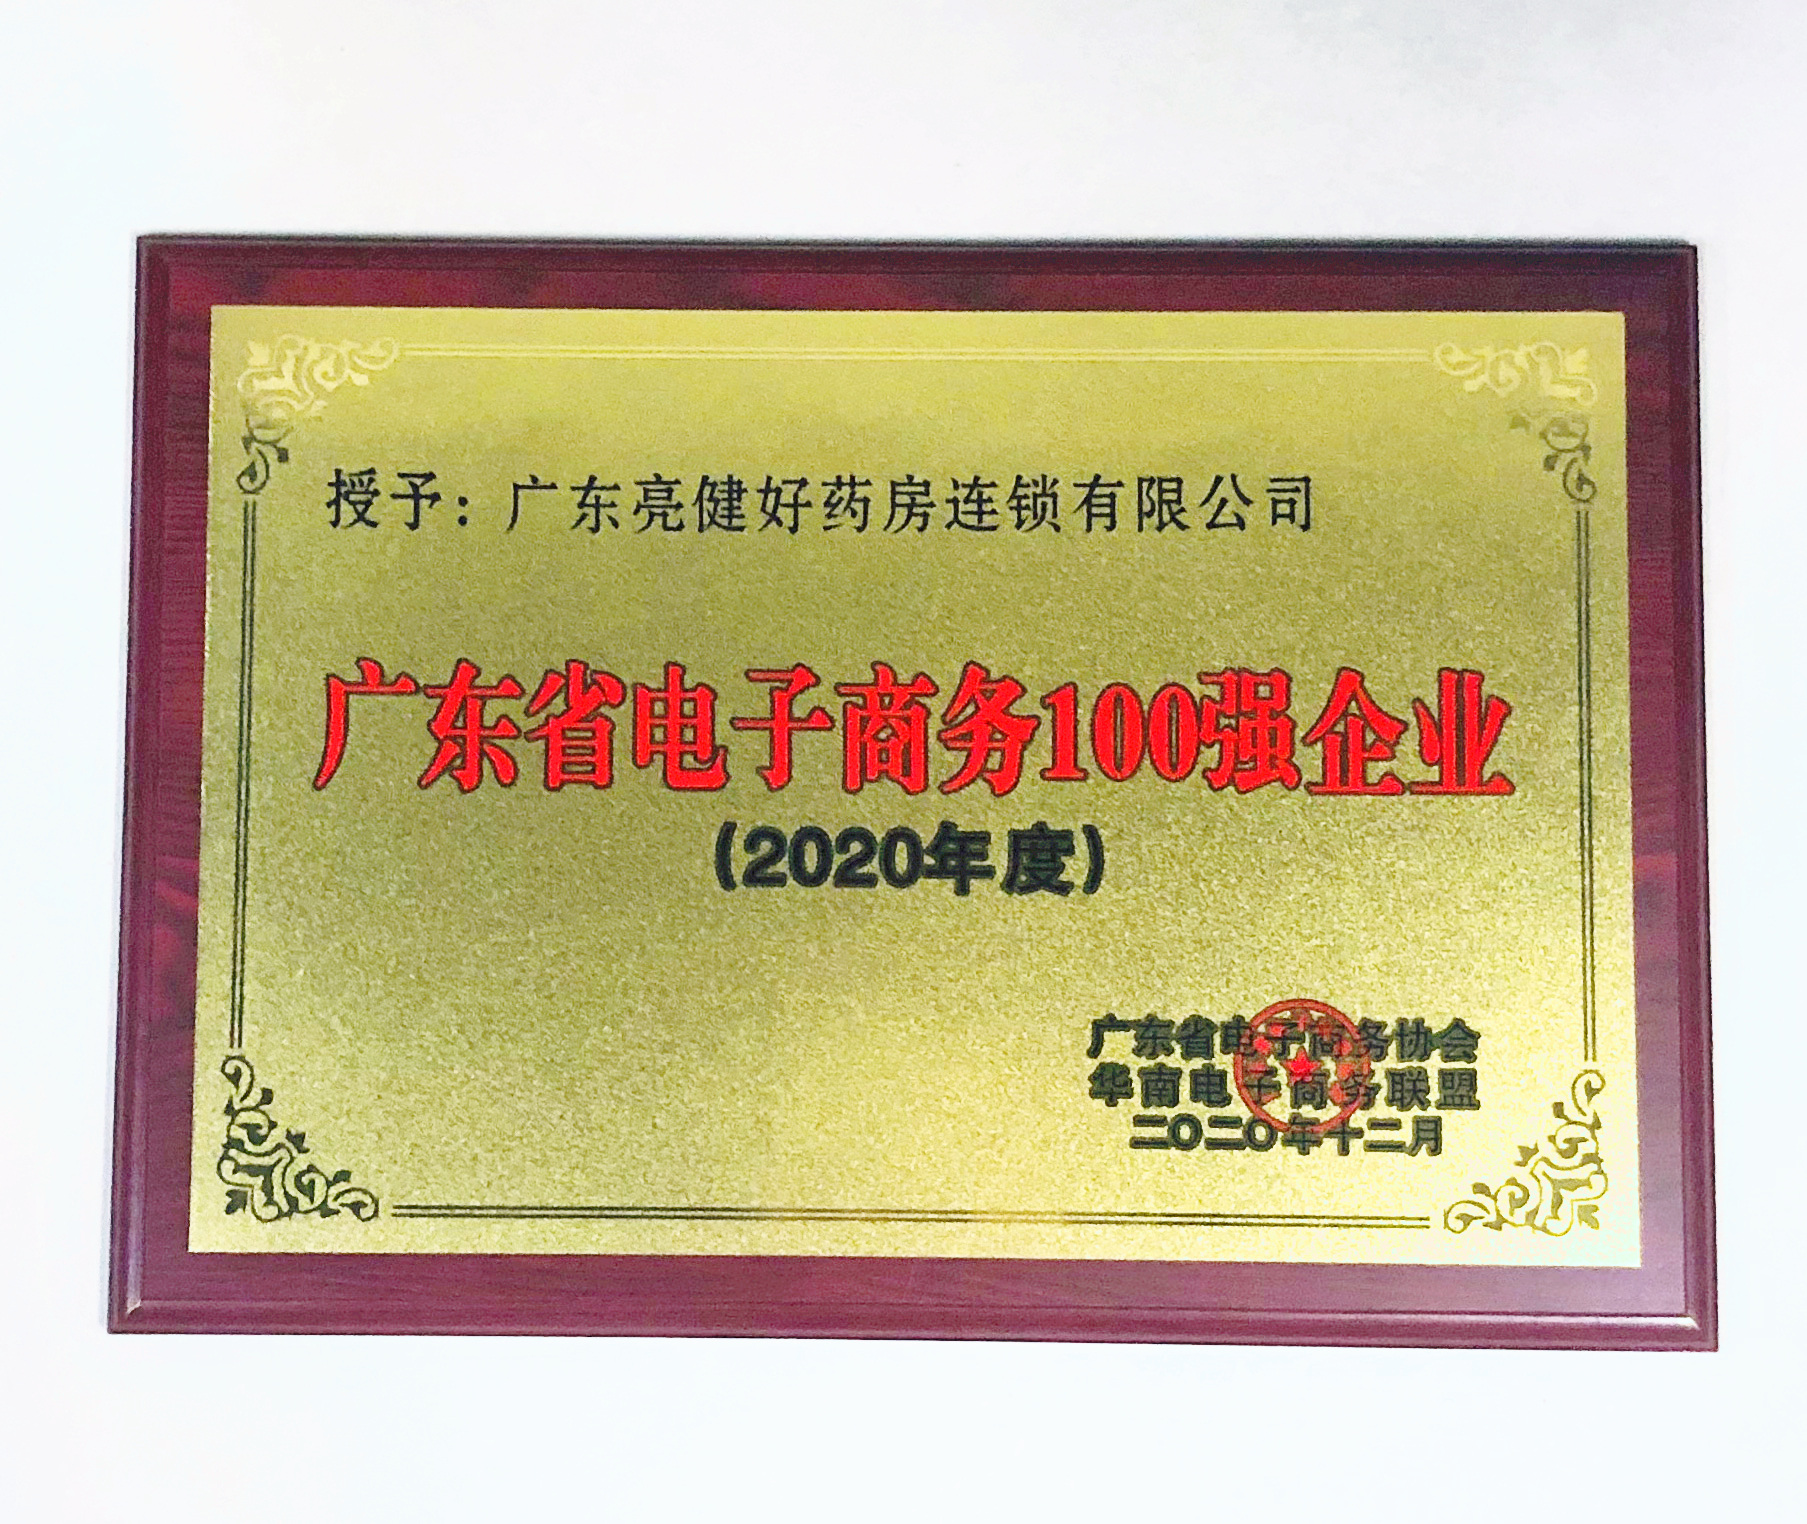 授予：广东亮健好药房连锁有限公司
广东省电子商务100强企业
(2020年度)
广东省电子商务协会
华南电子商务联盟
二〇二〇年十二月